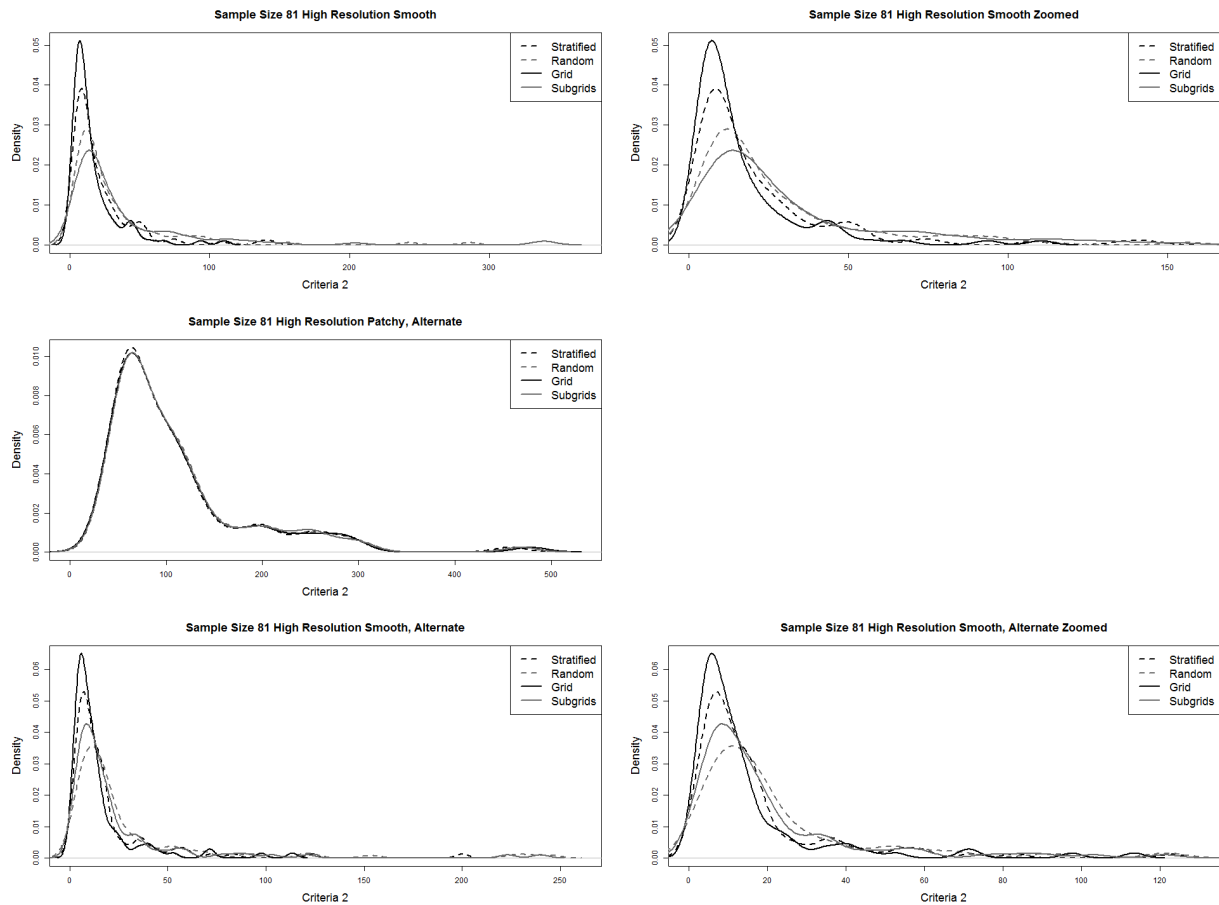 Sample Size 81 High Resolution Smooth
Density
0.00 0.01 0.02 0.03 0.04 0.05
0 100 200 300
Criteria 2
Stratified
Random
Grid
Subgrids
Sample Size 81 High Resolution Smooth Zoomed
Density
0.00 0.01 0.02 0.03 0.04 0.05
0 50 100 150
Criteria 2
Stratified
Random
Grid
Subgrids
Sample Size 81 High Resolution Patchy, Alternate
Density
0.000 0.002 0.004 0.006 0.008 0.010
0 100 200 300 400 500
Criteria 2
Stratified
Random
Grid
Subgrids
Sample Size 81 High Resolution Smooth, Alternate
Density
0.00 0.01 0.02 0.03 0.04 0.05 0.06
0 50 100 150 200 250
Criteria 2
Stratified
Random
Grid
Subgrids
Sample Size 81 High Resolution Smooth, Alternate Zoomed
Density
0.00 0.01 0.02 0.03 0.04 0.05 0.06
0 20 40 60 80 100 120
Criteria 2
Stratified
Random
Grid
Subgrids